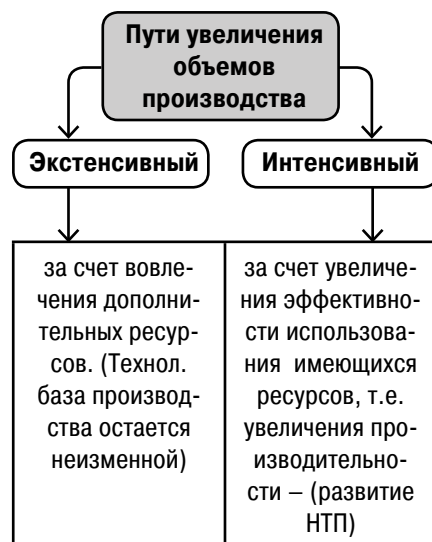 Пути увеличения
объемов
производства
Экстенсивный
Интенсивный
за счет вовле-
чения дополни-
тельных ресур-
сов. (Технол.
база производ-
ства остается
неизменной)
за счет увеличе-
ния эффективно-
сти использова-
ния имеющихся
ресурсов, т.е.
увеличения про-
изводительно-
сти – (развитие
НТП)